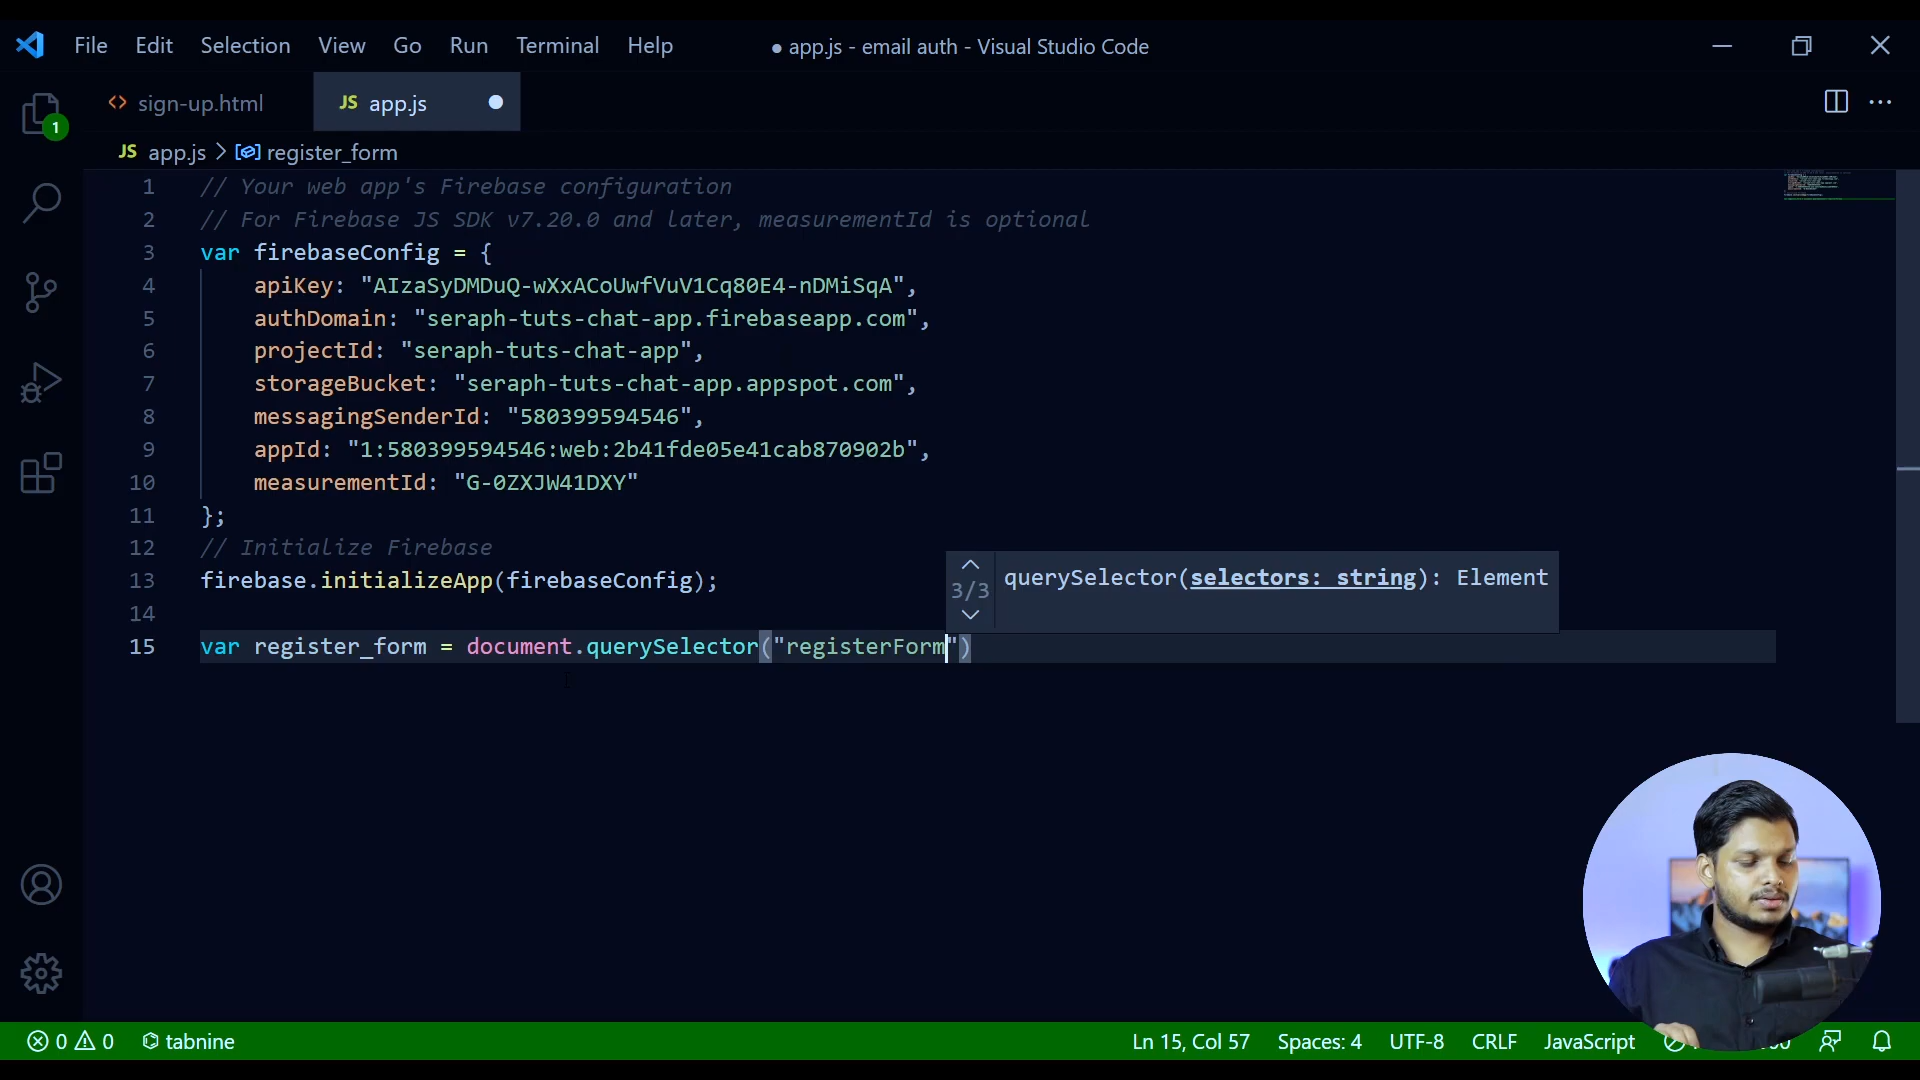 File Edit Selection View Go Run Terminal Help
● app.js - email auth - Visual Studio Code
<> sign-up.html
JS app.js
1
JS app.js > register_form
1 // Your web app's Firebase configuration
2 // For Firebase JS SDK v7.20.0 and later, measurementId is optional
3 var firebaseConfig = {
4 apiKey: "AIzaSyDMDuQ-wXxACoUwfVuV1Cq80E4-nDMiSqA",
5 authDomain: "seraph-tuts-chat-app.firebaseapp.com",
6 projectId: "seraph-tuts-chat-app",
7 storageBucket: "seraph-tuts-chat-app.appspot.com",
8 messagingSenderId: "580399594546",
9 appId: "1:580399594546:web:2b41fde05e41cab870902b",
10 measurementId: "G-0ZXJW41DXY"
11 };
12 // Initialize Firebase
13 firebase.initializeApp(firebaseConfig);
3/3 querySelector(selectors: string): Element
14
15 var register_form = document.querySelector("registerForm")
0 0 tabnine
Ln 15, Col 57 Spaces: 4 UTF-8 CRLF JavaScript